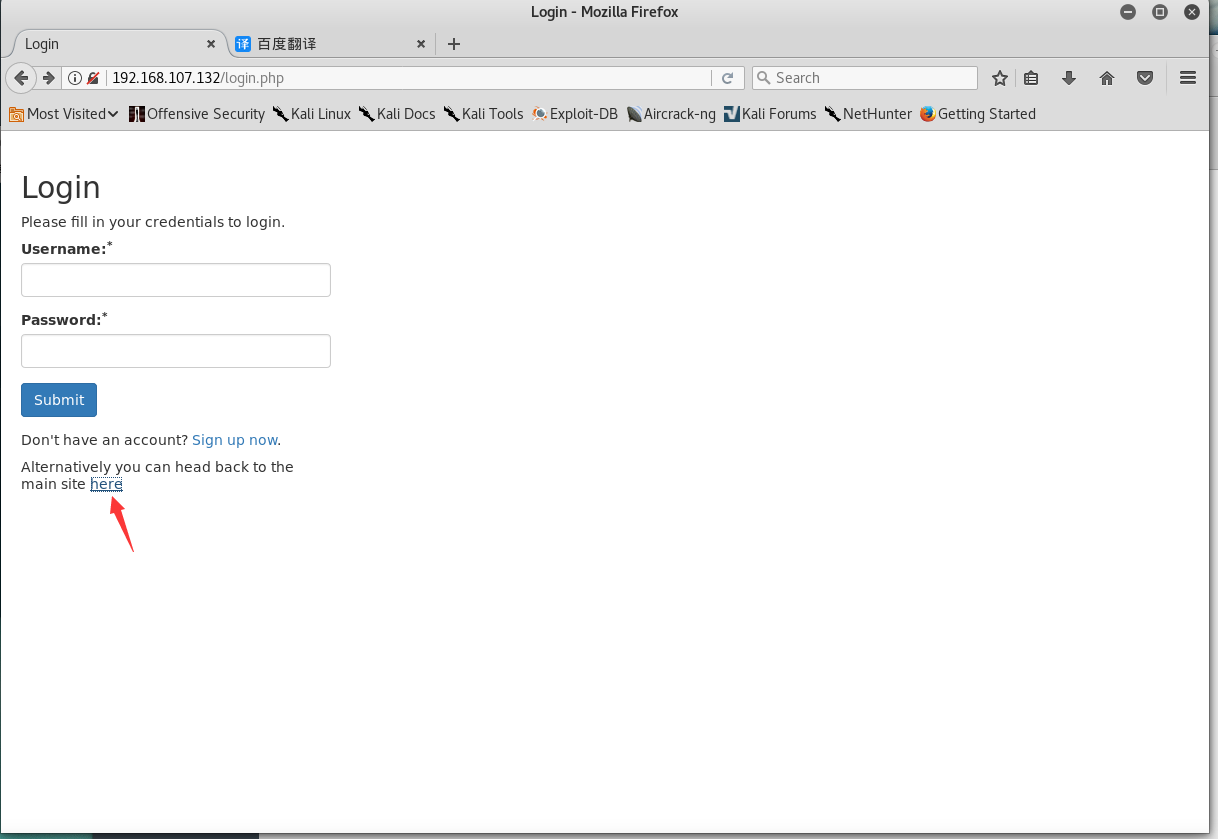 Login - Mozilla Firefox
Login
译 百度翻译
192.168.107.132/login.php
Search
Most Visited Offensive Security Kali Linux Kali Docs Kali Tools Exploit-DB Aircrack-ng Kali Forums NetHunter Getting Started
Login
Please fill in your credentials to login.
Username:*
Password:*
Submit
Don't have an account? Sign up now.
Alternatively you can head back to the
main site here